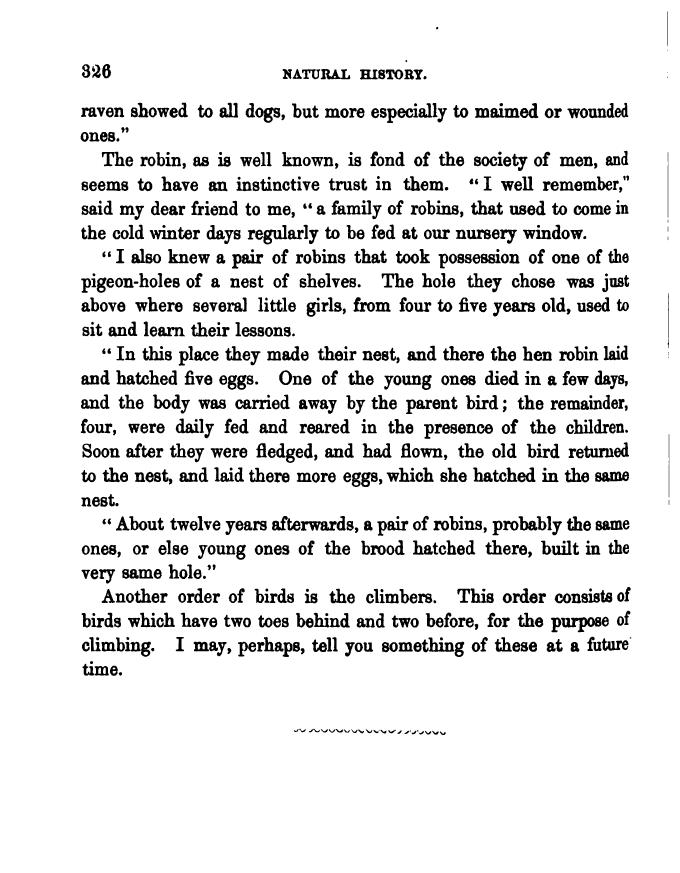 326
NATURAL HISTORY.
raven showed to all dogs, but more especially to maimed or wounded
ones."
The robin, as is well known, is fond of the society of men, and
seems to have an instinctive trust in them. "I well remember,"
said my dear friend to me, "a family of robins, that used to come in
the cold winter days regularly to be fed at our nursery window.
"I also knew a pair of robins that took possession of one of the
pigeon-holes of a nest of shelves. The hole they chose was just
above where several little girls, from four to five years old, used to
sit and learn their lessons.
"In this place they made their nest, and there the hen robin laid
and hatched five eggs. One of the young ones died in a few days,
and the body was carried away by the parent bird; the remainder,
four, were daily fed and reared in the presence of the children.
Soon after they were fledged, and had flown, the old bird returned
to the nest, and laid there more eggs, which she hatched in the same
nest.
"About twelve years afterwards, a pair of robins, probably the same
ones, or else young ones of the brood hatched there, built in the
very same hole."
Another order of birds is the climbers. This order consists of
birds which have two toes behind and two before, for the purpose of
climbing. I may, perhaps, tell you something of these at a future
time.